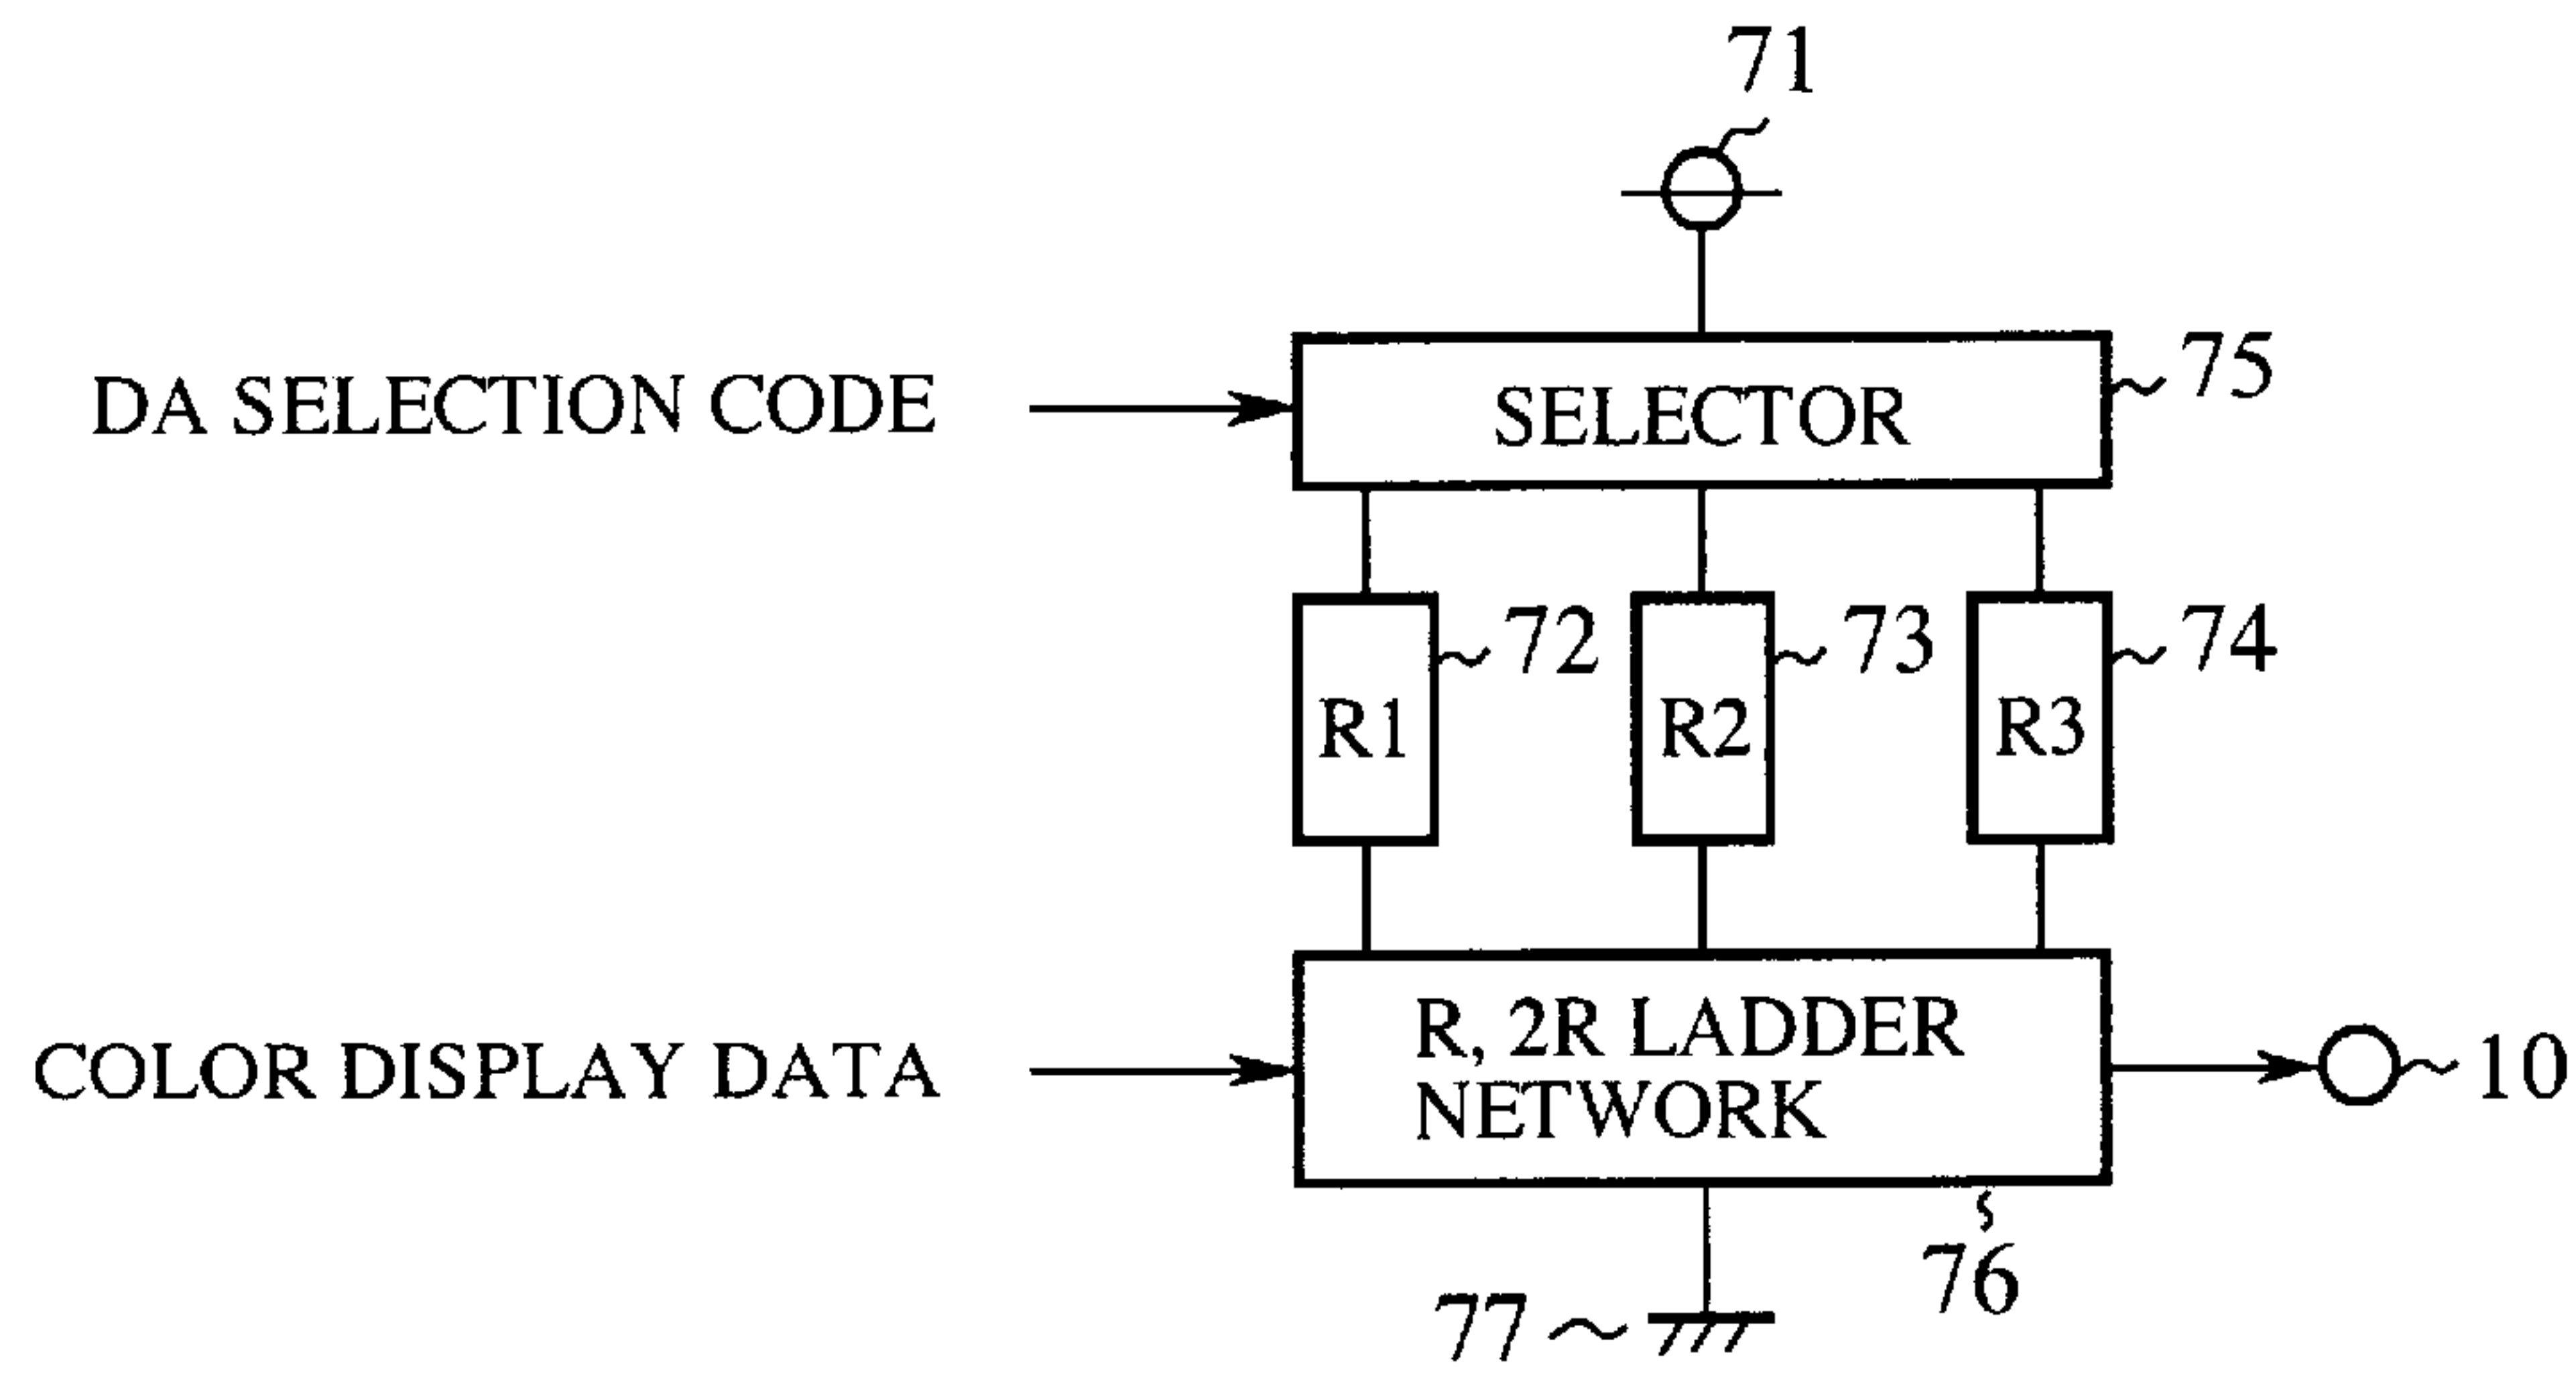 71
DA SELECTION CODE
SELECTOR
75
72
73
74
R1
R2
R3
COLOR DISPLAY DATA
R, 2R LADDER
NETWORK
10
76
77